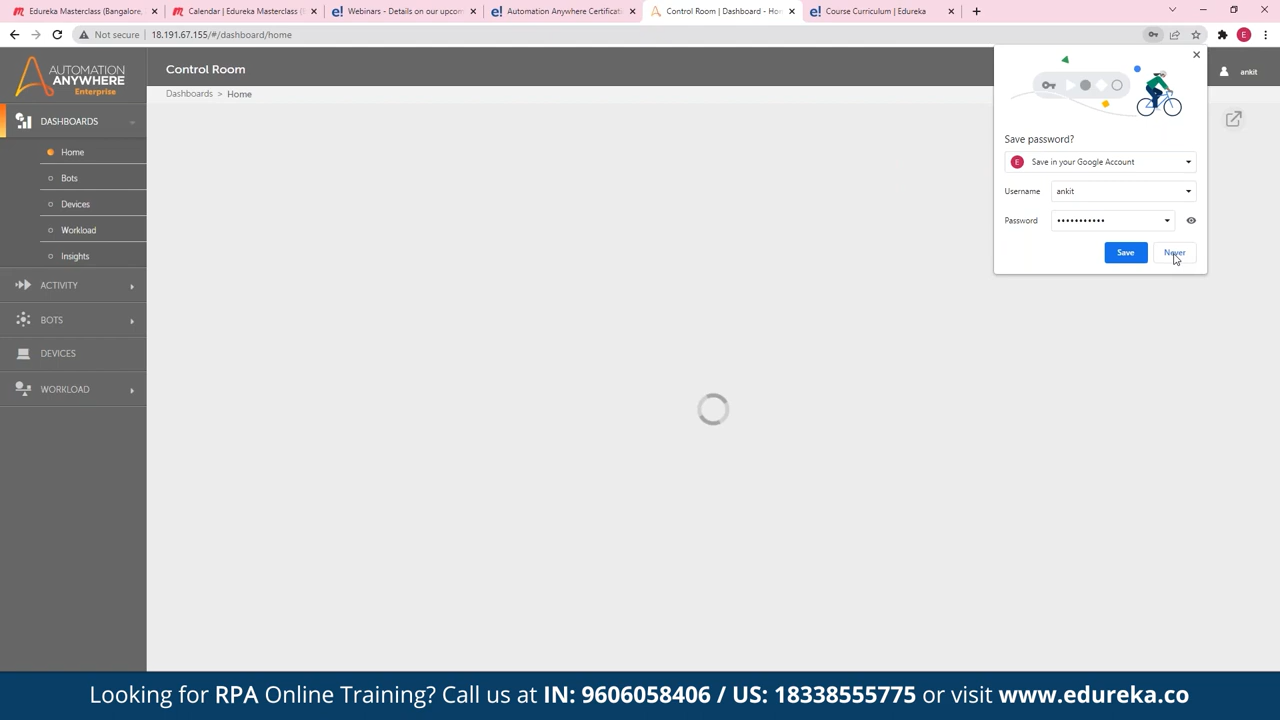 Edureka Masterclass (Bangalore,
Calendar | Edureka Masterclass (E
Webinars - Details on our upcom
Automation Anywhere Certificati
Control Room | Dashboard - Hom
Course Curriculum | Edureka
Not secure
18.191.67.155/#/dashboard/home
E
AUTOMATION
ANYWHERE
Enterprise
Control Room
Dashboards > Home
ankit
DASHBOARDS
Home
Bots
Devices
Workload
Insights
ACTIVITY
BOTS
DEVICES
WORKLOAD
Save password?
E
Save in your Google Account
Username
ankit
Password
•••••••••••
Save
Never
Looking for RPA Online Training? Call us at IN: 9606058406 / US: 18338555775 or visit www.edureka.co